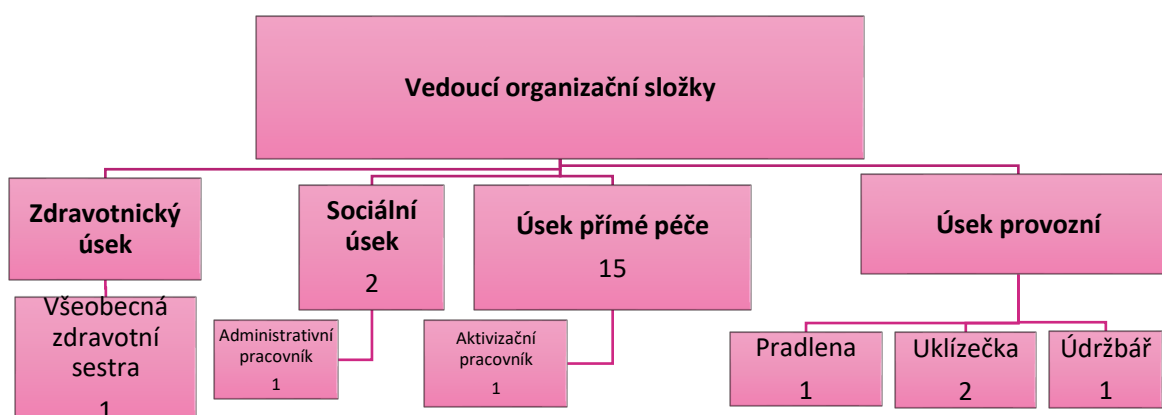 Vedoucí organizační složky
Zdravotnický
úsek
Sociální
úsek
2
Úsek přímé péče
15
Úsek provozní
Všeobecná
zdravotní
sestra
1
Administrativní
pracovník
1
Aktivizační
pracovník
1
Pradlena
1
Uklízečka
2
Údržbář
1